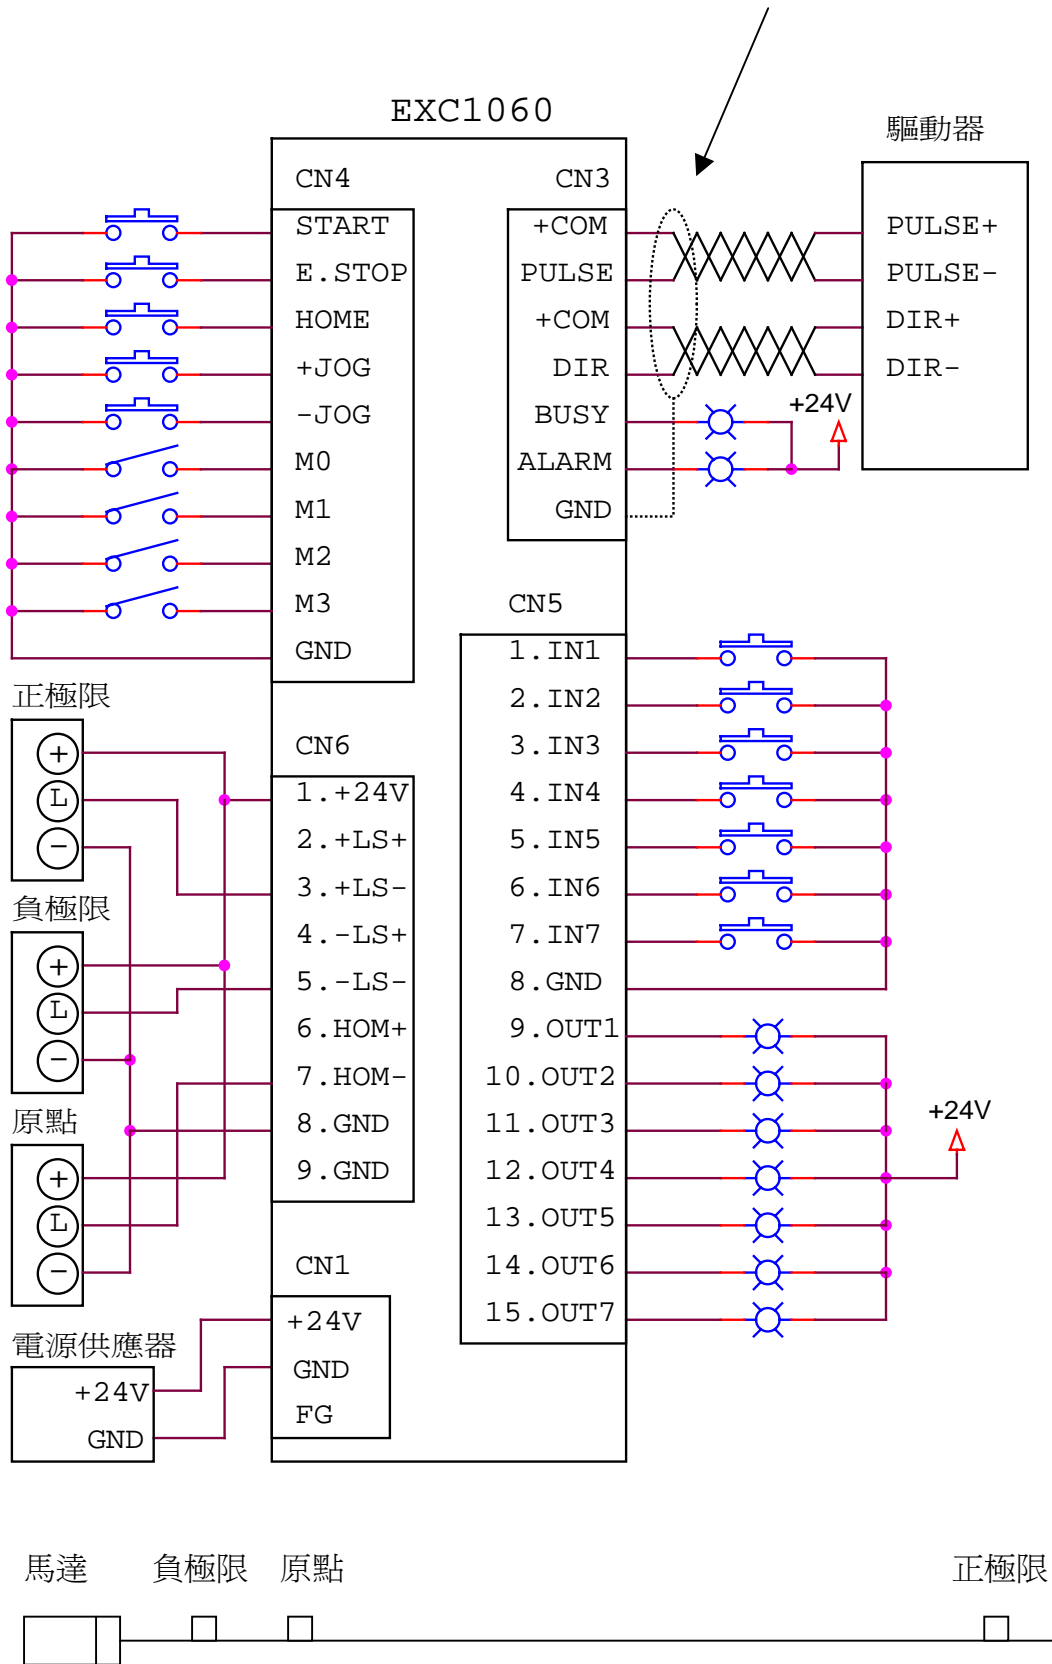 EXC1060
驅動器
CN4
CN3
START
E.STOP
HOME
+JOG
-JOG
M0
M1
M2
M3
GND
+COM
PULSE
+COM
DIR
BUSY
ALARM
GND
PULSE+
PULSE-
DIR+
DIR-
+24V
CN5
1.IN1
2.IN2
3.IN3
4.IN4
5.IN5
6.IN6
7.IN7
8.GND
9.OUT1
10.OUT2
11.OUT3
12.OUT4
13.OUT5
14.OUT6
15.OUT7
+24V
正極限
+
L
−
負極限
+
L
−
原點
+
L
−
CN6
1.+24V
2.+LS+
3.+LS-
4.-LS+
5.-LS-
6.HOM+
7.HOM-
8.GND
9.GND
CN1
+24V
GND
FG
電源供應器
+24V
GND
馬達 負極限 原點 正極限